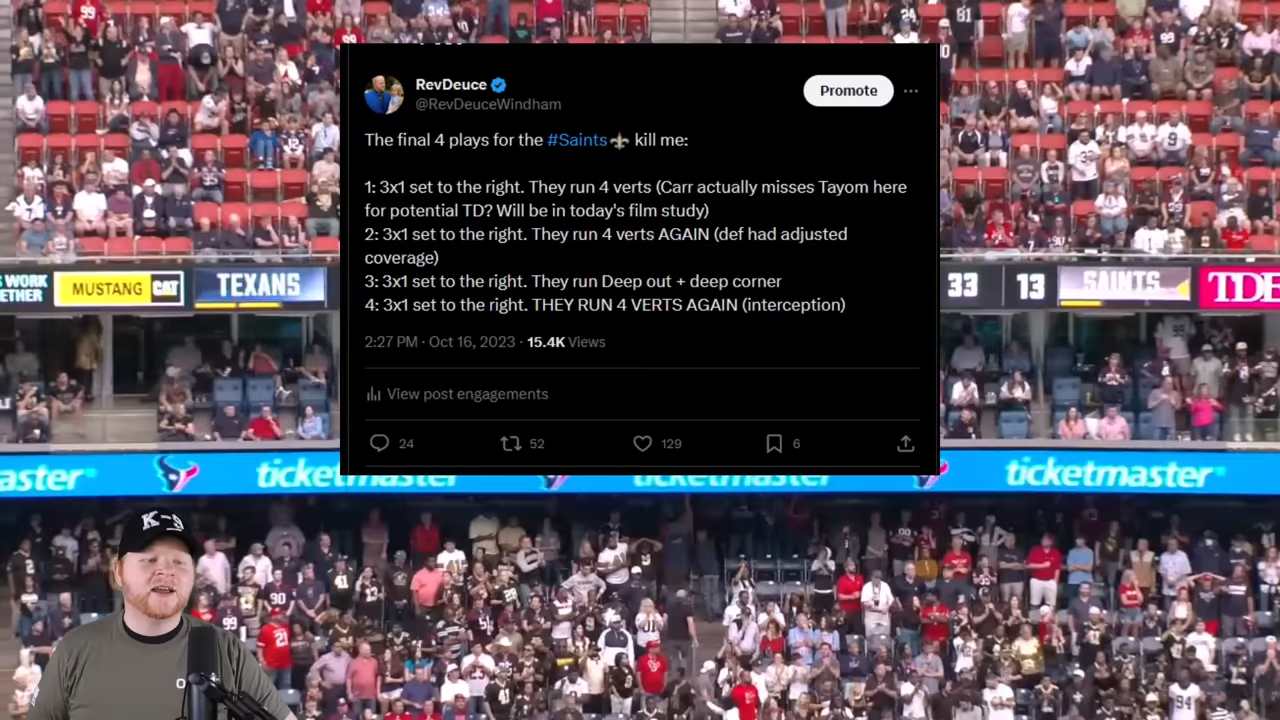 RevDeuce
@RevDeuceWindham
Promote
The final 4 plays for the #Saints⚜️ kill me:
1: 3x1 set to the right. They run 4 verts (Carr actually misses Tayom here
for potential TD? Will be in today's film study)
2: 3x1 set to the right. They run 4 verts AGAIN (def had adjusted
coverage)
3: 3x1 set to the right. They run Deep out + deep corner
4: 3x1 set to the right. THEY RUN 4 VERTS AGAIN (interception)
2:27 PM · Oct 16, 2023 · 15.4K Views
View post engagements
24 52 129 6
MUSTANG CAT TEXANS
33 13 SAINTS
ticketmaster
ticketmaster
K-9